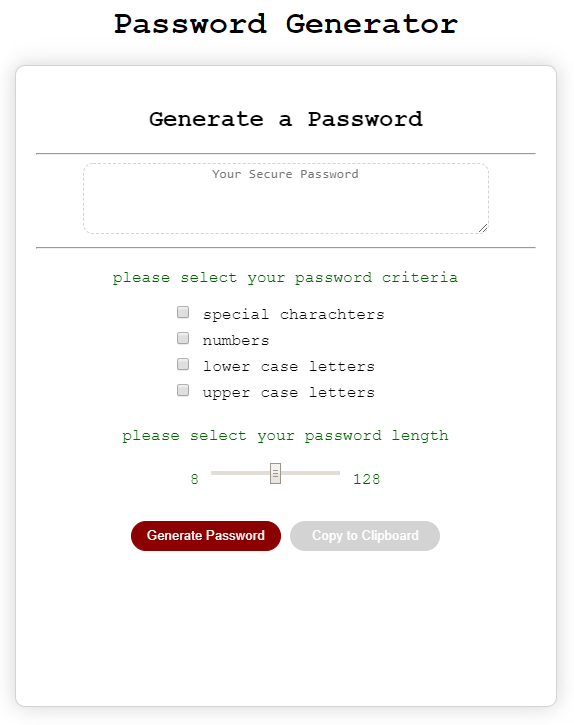 Password Generator
Generate a Password
Your Secure Password
please select your password criteria
special charachters
numbers
lower case letters
upper case letters
please select your password length
8 128
Generate Password Copy to Clipboard